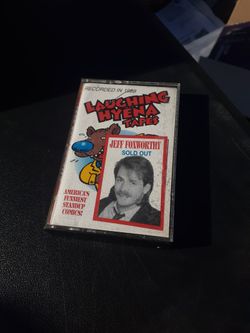 RECORDED IN 1989
LAUGHING
HYENA
TAPES
JEFF FOXWORTHY
SOLD OUT
AMERICA'S
FUNNIEST
STANDUP
COMICS!